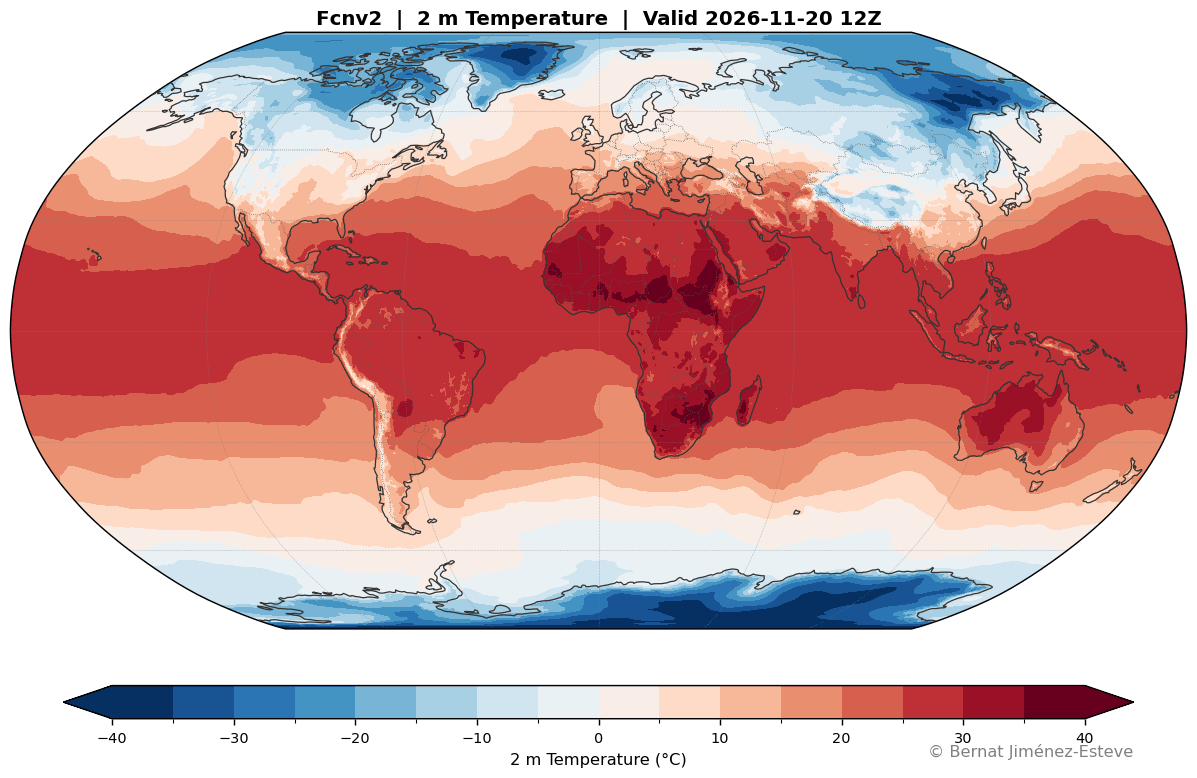 Fcnv2 | 2 m Temperature | Valid 2026-11-20 12Z
−40 −30 −20 −10 0 10 20 30 40
2 m Temperature (°C)
© Bernat Jiménez-Esteve